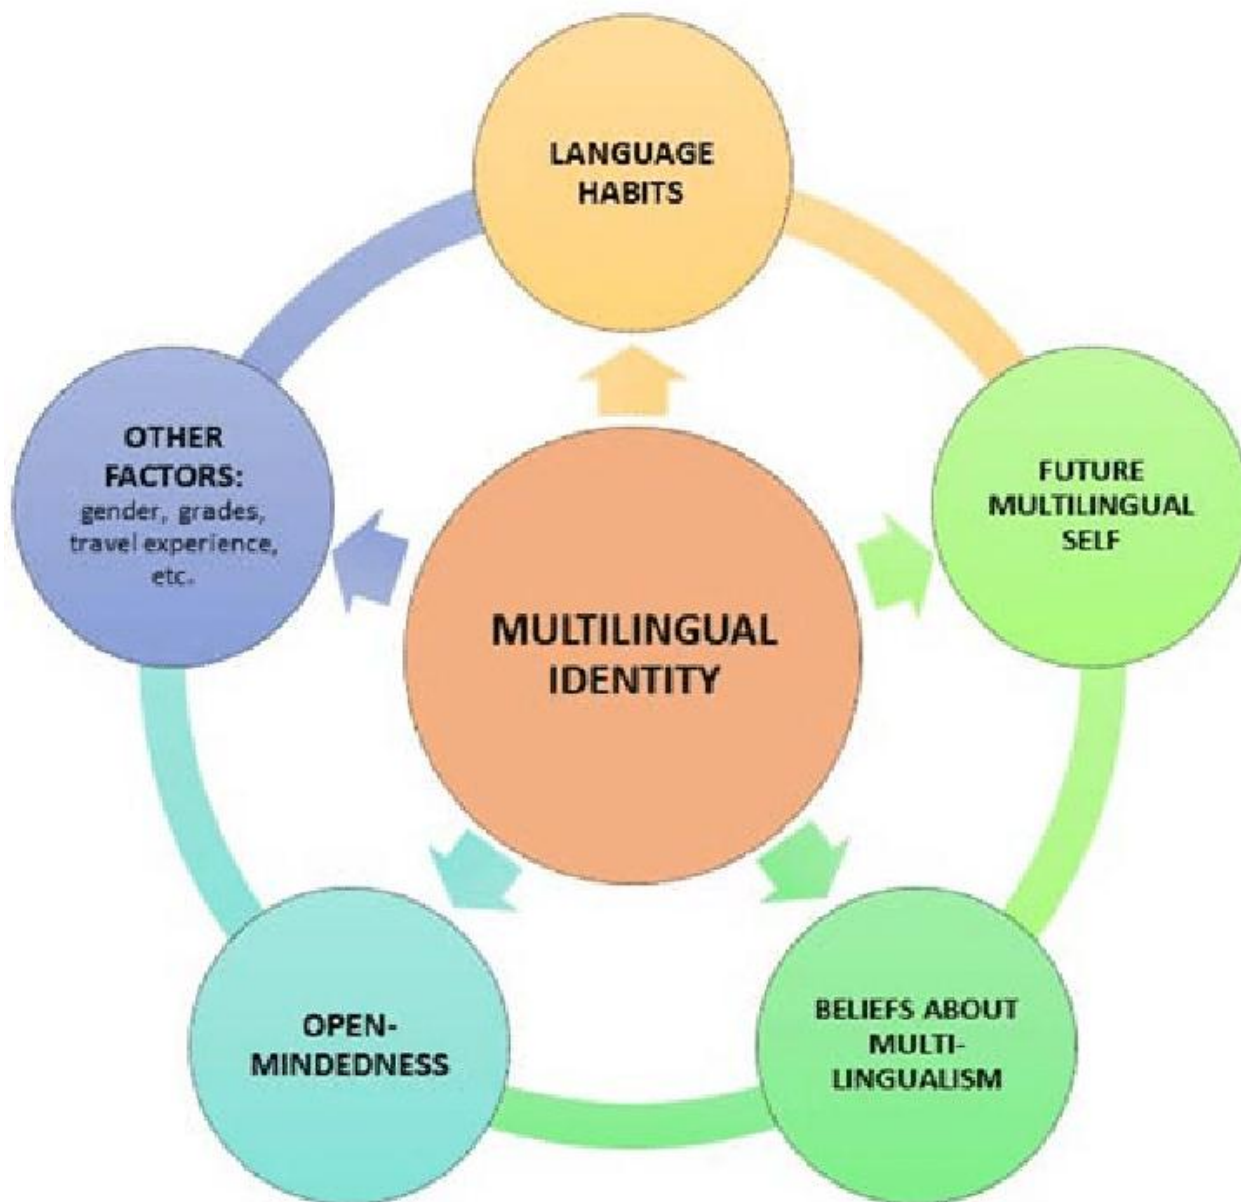 LANGUAGE
HABITS
FUTURE
MULTILINGUAL
SELF
BELIEFS ABOUT
MULTI-
LINGUALISM
OPEN-
MINDEDNESS
OTHER
FACTORS:
gender, grades,
travel experience,
etc.
MULTILINGUAL
IDENTITY